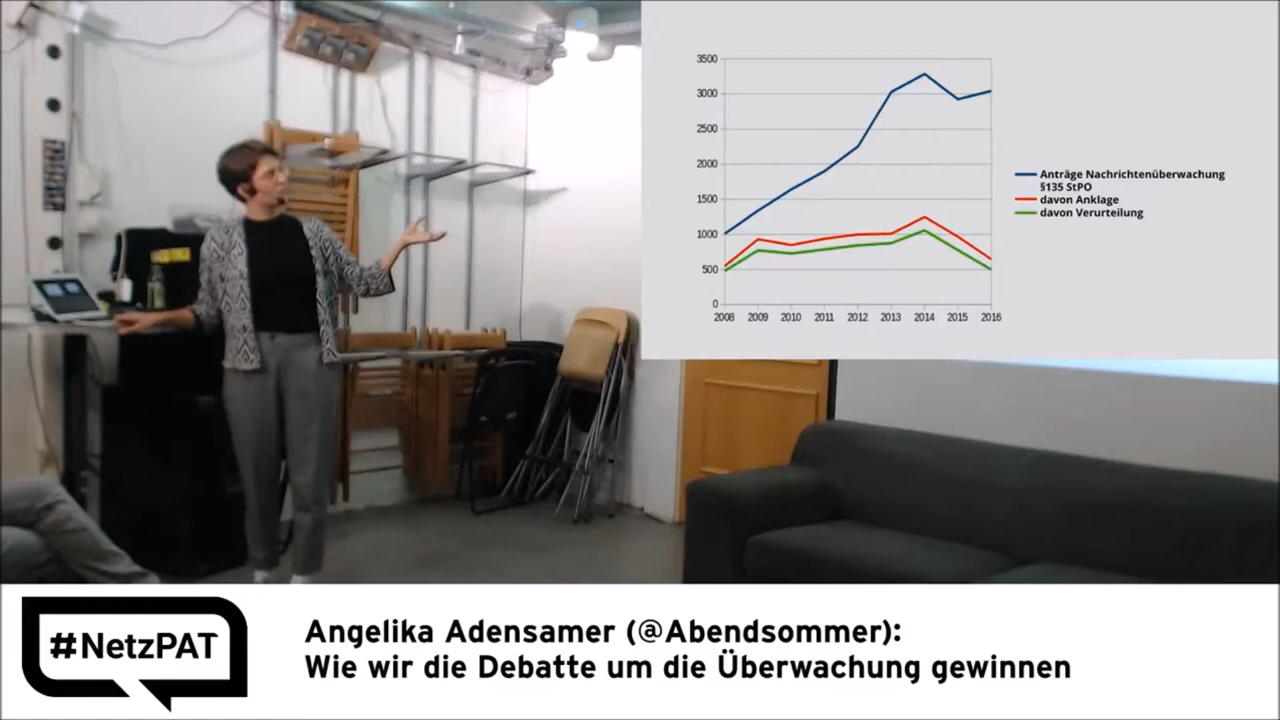 3500
3000
2500
2000
1500
1000
500
0
2008 2009 2010 2011 2012 2013 2014 2015 2016
Anträge Nachrichtenüberwachung
§135 StPO
davon Anklage
davon Verurteilung
#NetzPAT
Angelika Adensamer (@Abendsommer):
Wie wir die Debatte um die Überwachung gewinnen